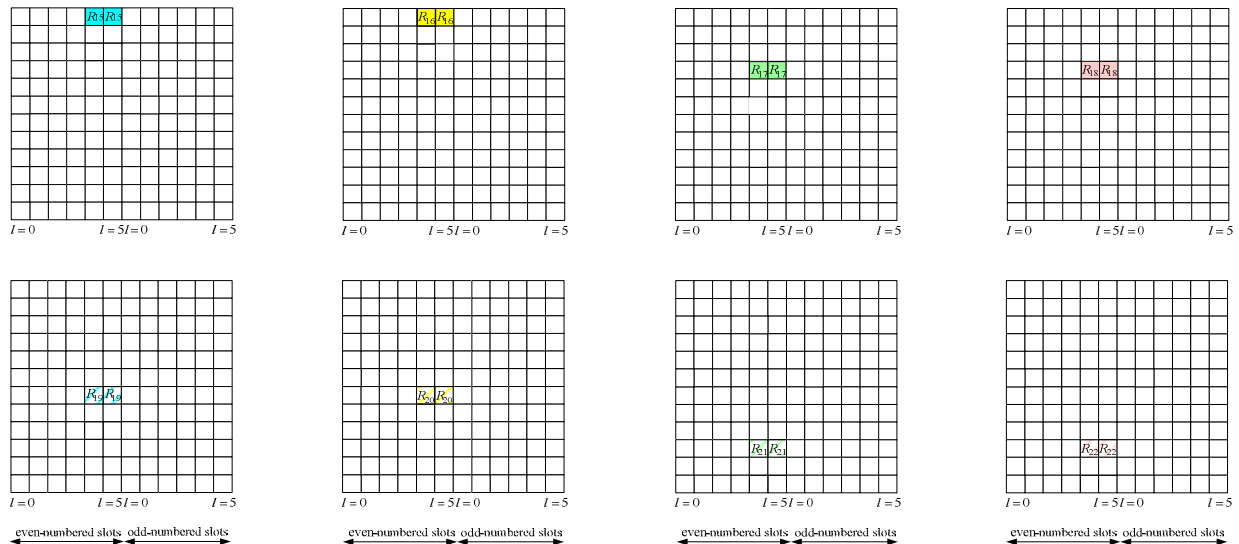 R15 R15 R16 R16 R17 R17 R18 R18
l = 0 l = 5 l = 0 l = 5 l = 0 l = 5 l = 0 l = 5 l = 0 l = 5 l = 0 l = 5 l = 0 l = 5 l = 0 l = 5
R19 R19 R20 R20 R21 R21 R22 R22
l = 0 l = 5 l = 0 l = 5 l = 0 l = 5 l = 0 l = 5 l = 0 l = 5 l = 0 l = 5 l = 0 l = 5 l = 0 l = 5
even-numbered slots odd-numbered slots even-numbered slots odd-numbered slots even-numbered slots odd-numbered slots even-numbered slots odd-numbered slots